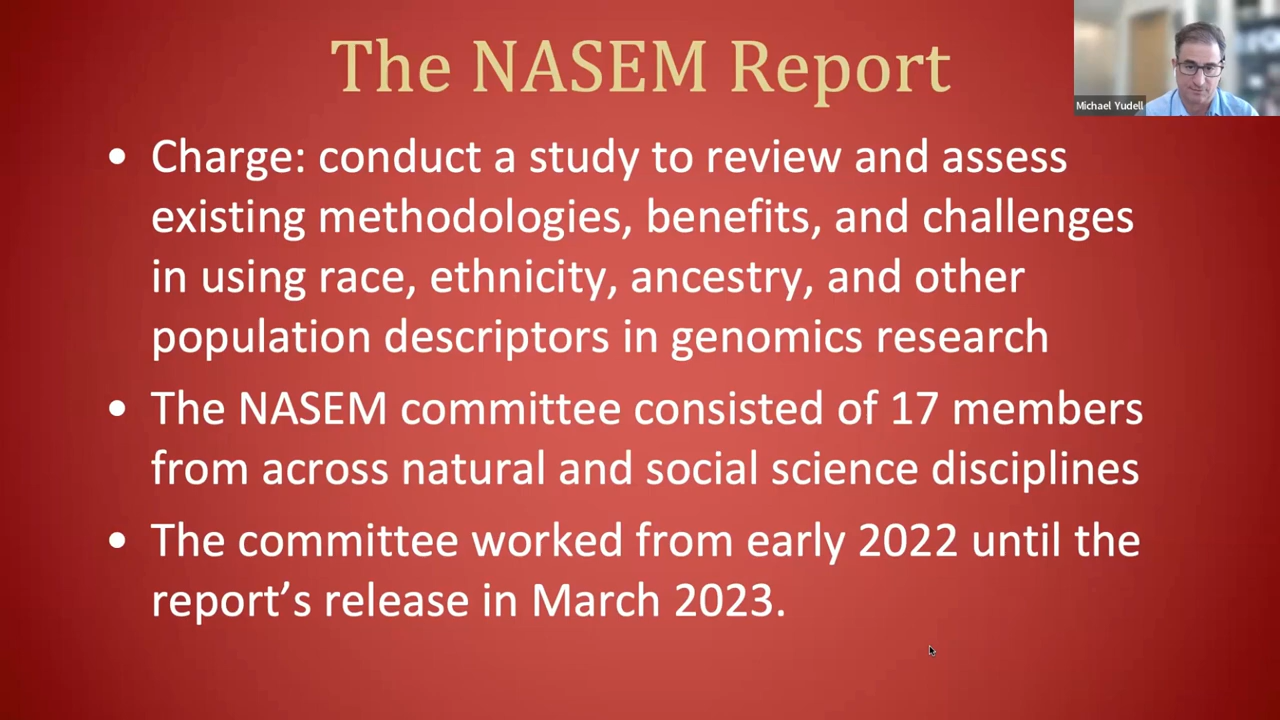 The NASEM Report
Michael Yudell
• Charge: conduct a study to review and assess
existing methodologies, benefits, and challenges
in using race, ethnicity, ancestry, and other
population descriptors in genomics research
• The NASEM committee consisted of 17 members
from across natural and social science disciplines
• The committee worked from early 2022 until the
report’s release in March 2023.